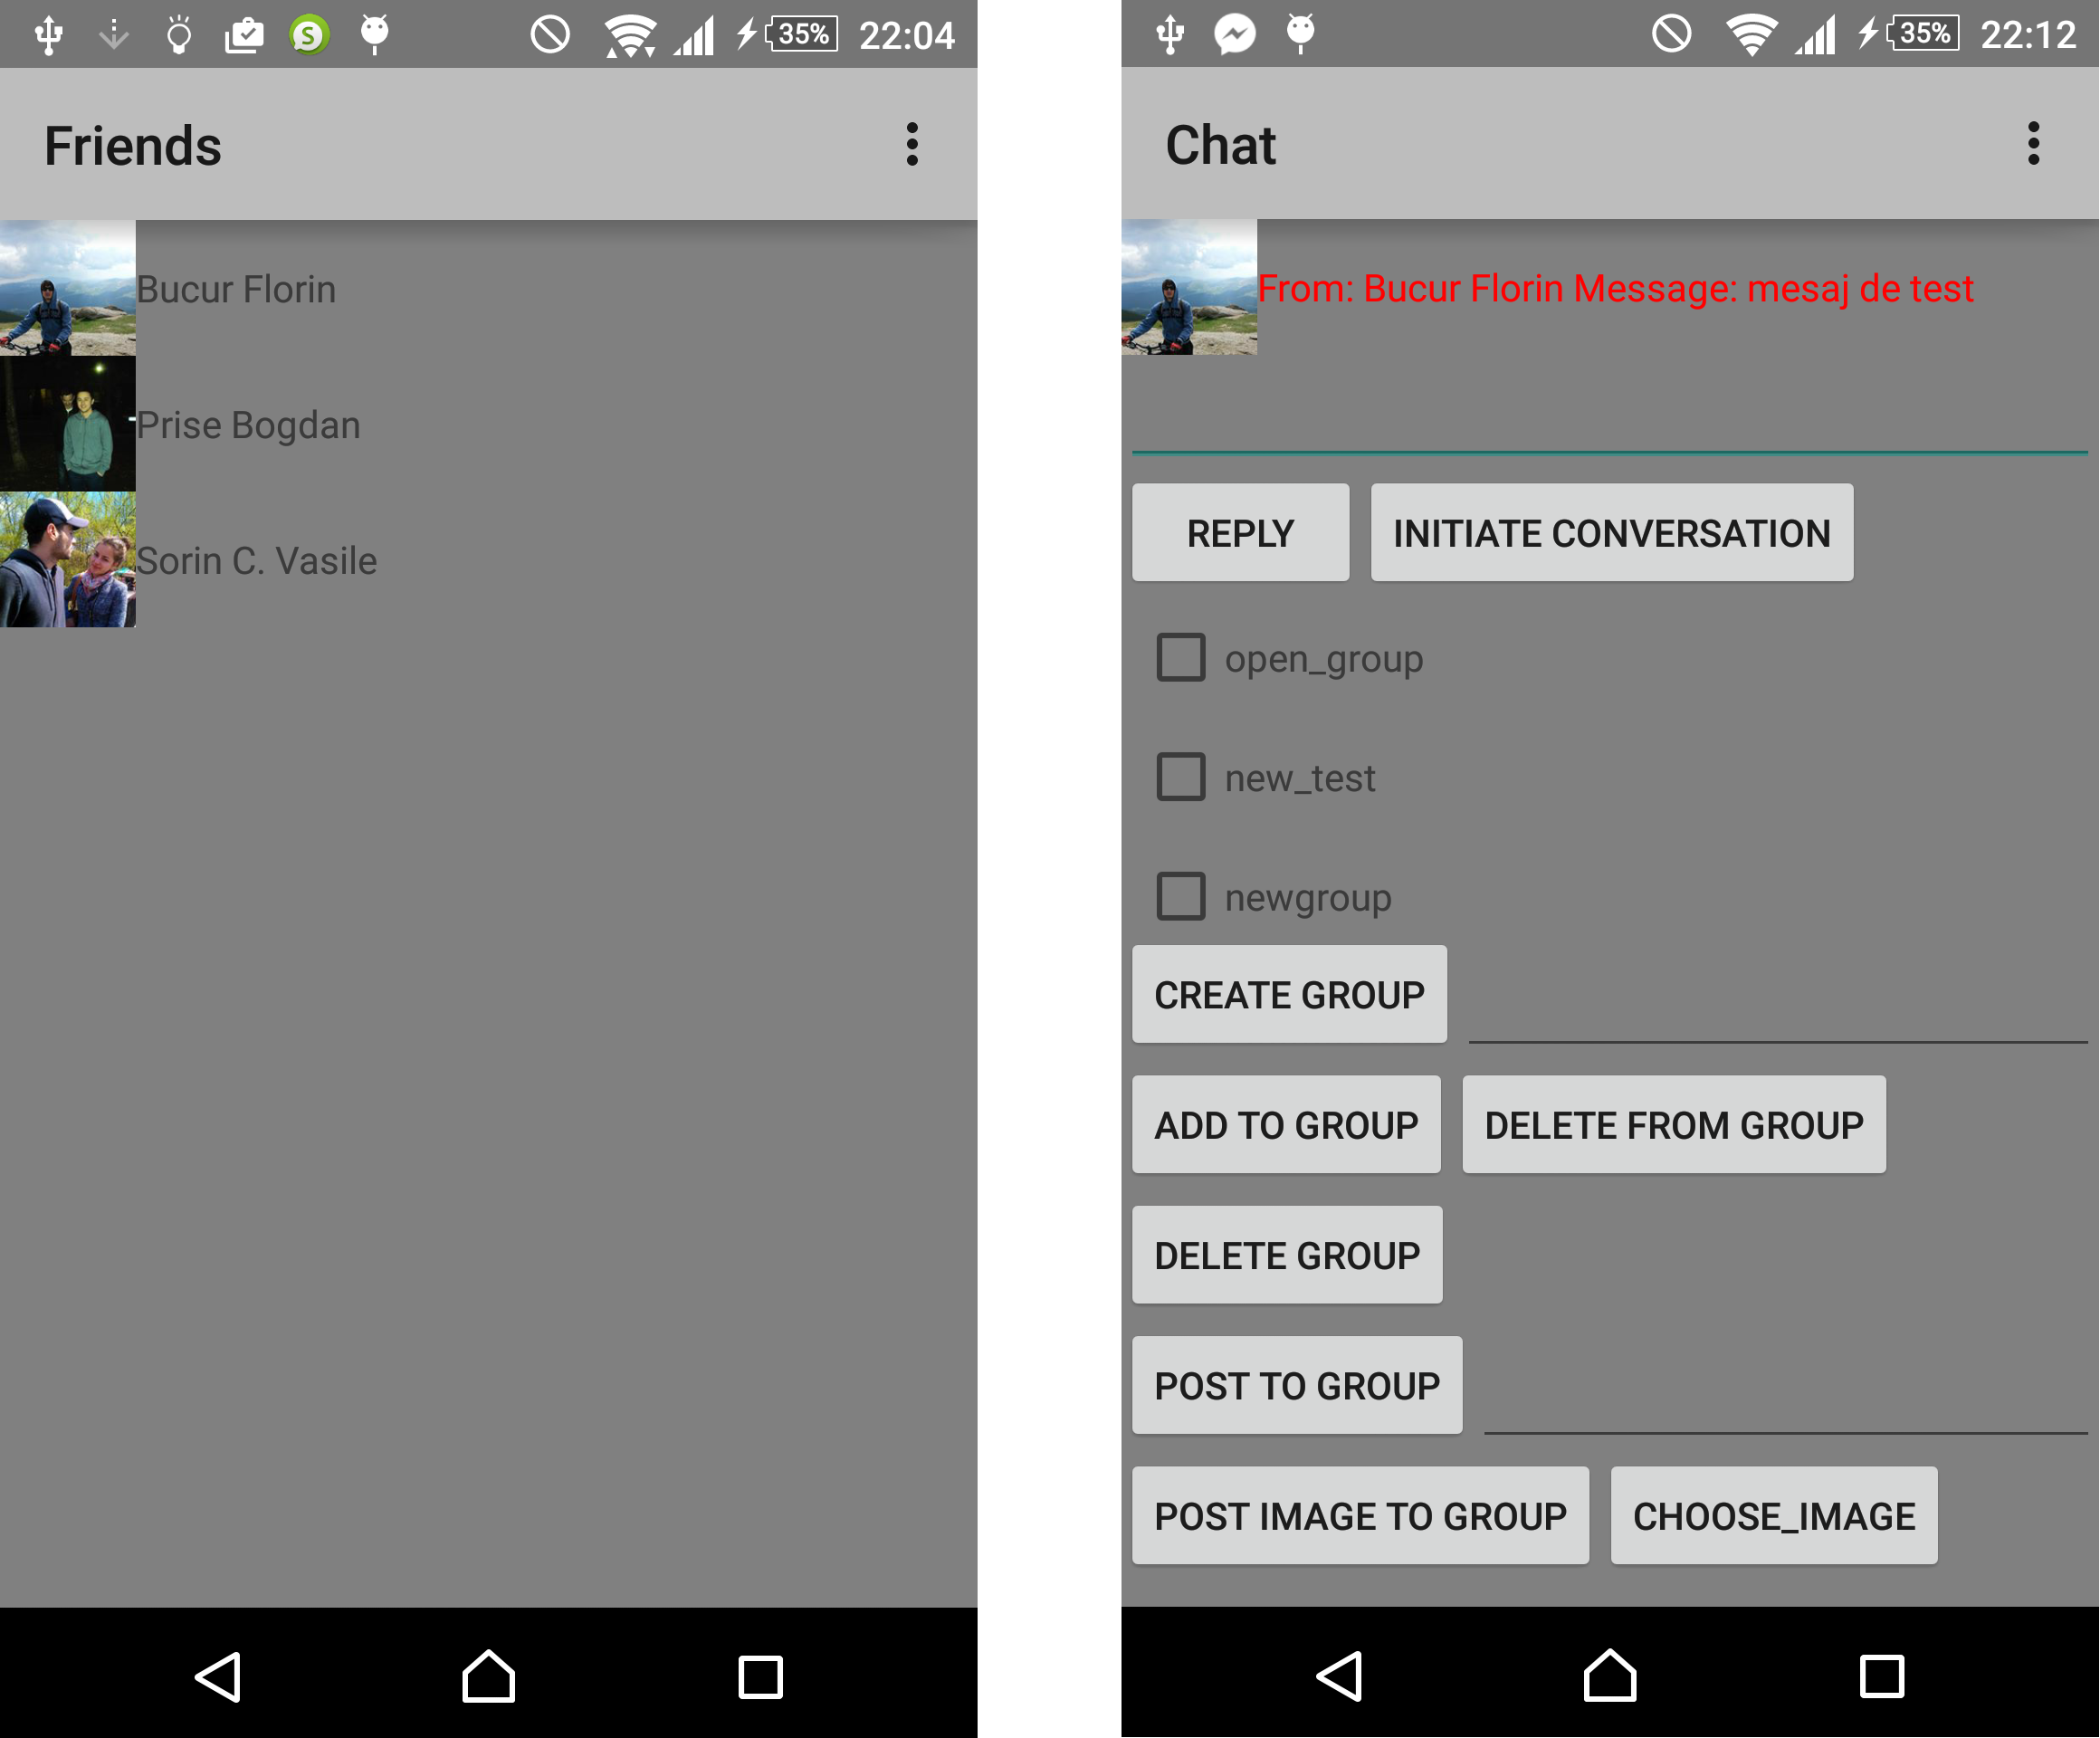 35% 22:04
Friends
Bucur Florin
Prise Bogdan
Sorin C. Vasile
35% 22:12
Chat
From: Bucur Florin Message: mesaj de test
REPLY INITIATE CONVERSATION
open_group
new_test
newgroup
CREATE GROUP
ADD TO GROUP DELETE FROM GROUP
DELETE GROUP
POST TO GROUP
POST IMAGE TO GROUP CHOOSE_IMAGE